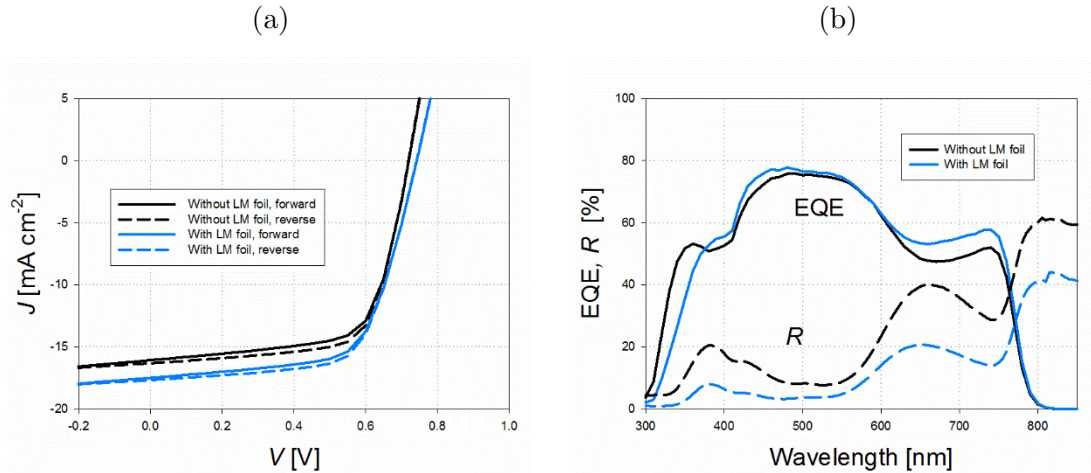 (a)
5
0
-5
-10
-15
-20
J [mA cm-2]
Without LM foil, forward
Without LM foil, reverse
With LM foil, forward
With LM foil, reverse
-0.2 0.0 0.2 0.4 0.6 0.8 1.0
V [V]
(b)
100
80
60
40
20
0
EQE, R [%]
Without LM foil
With LM foil
EQE
R
300 400 500 600 700 800
Wavelength [nm]